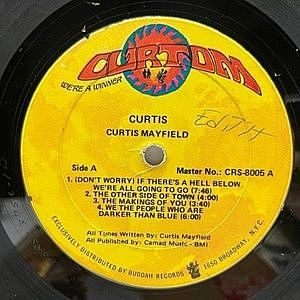 CURTOM
WE'RE A WINNER
CURTIS
CURTIS MAYFIELD
EDITH
Side A Master No.: CRS-8005 A
1. (DON'T WORRY) IF THERE'S A HELL BELOW
WE'RE ALL GOING TO GO (7:46)
2. THE OTHER SIDE OF TOWN (3:58)
3. THE MAKINGS OF YOU (3:40)
4. WE THE PEOPLE WHO ARE
DARKER THAN BLUE (6:00)
All Tunes Written by: Curtis Mayfield
All Published by: Camad Music - BMI
EXCLUSIVELY DISTRIBUTED BY BUDDAH RECORDS 1650 BROADWAY, N.Y.C.